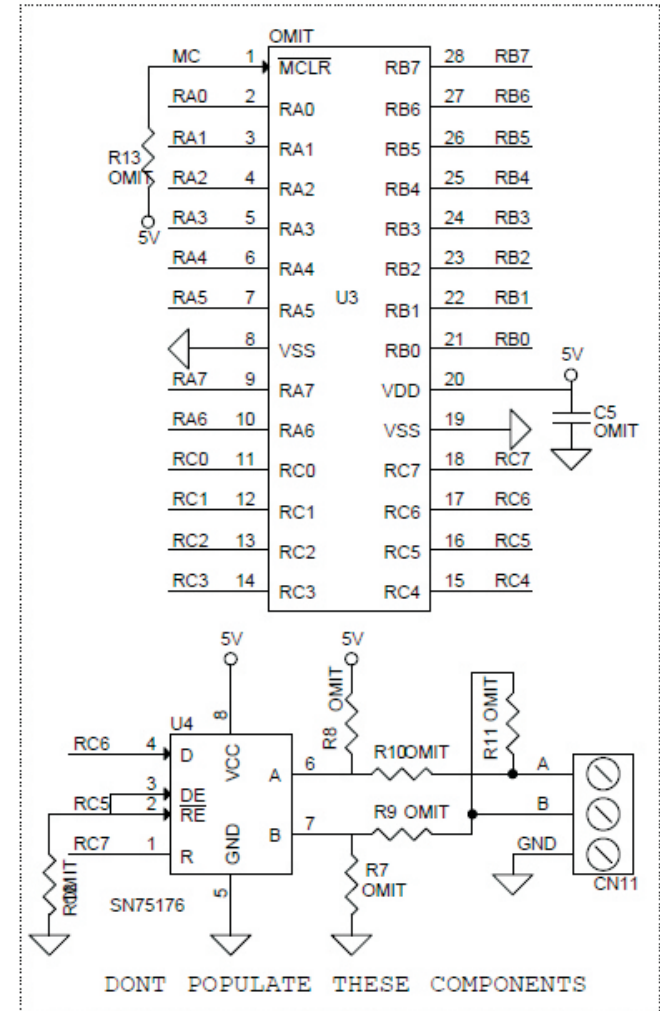 OMIT
MC 1 MCLR RB7 28 RB7
RA0 2 RA0 RB6 27 RB6
RA1 3 RA1 RB5 26 RB5
R13
OMIT
RA2 4 RA2 RB4 25 RB4
RA3 5 RA3 RB3 24 RB3
5V
RA4 6 RA4 RB2 23 RB2
U3
RA5 7 RA5 RB1 22 RB1
8 VSS RB0 21 RB0
5V
RA7 9 RA7 VDD 20
C5
OMIT
RA6 10 RA6 VSS 19
RC0 11 RC0 RC7 18 RC7
RC1 12 RC1 RC6 17 RC6
RC2 13 RC2 RC5 16 RC5
RC3 14 RC3 RC4 15 RC4
5V 5V
U4 8 R8 OMIT R11 OMIT
RC6 4 D VCC A 6 R10 OMIT A
RC5 3 DE
2 RE
B 7 R9 OMIT B
RC7 1 R GND GND
OMIT
5
R7
OMIT
CN11
SN75176
DONT POPULATE THESE COMPONENTS